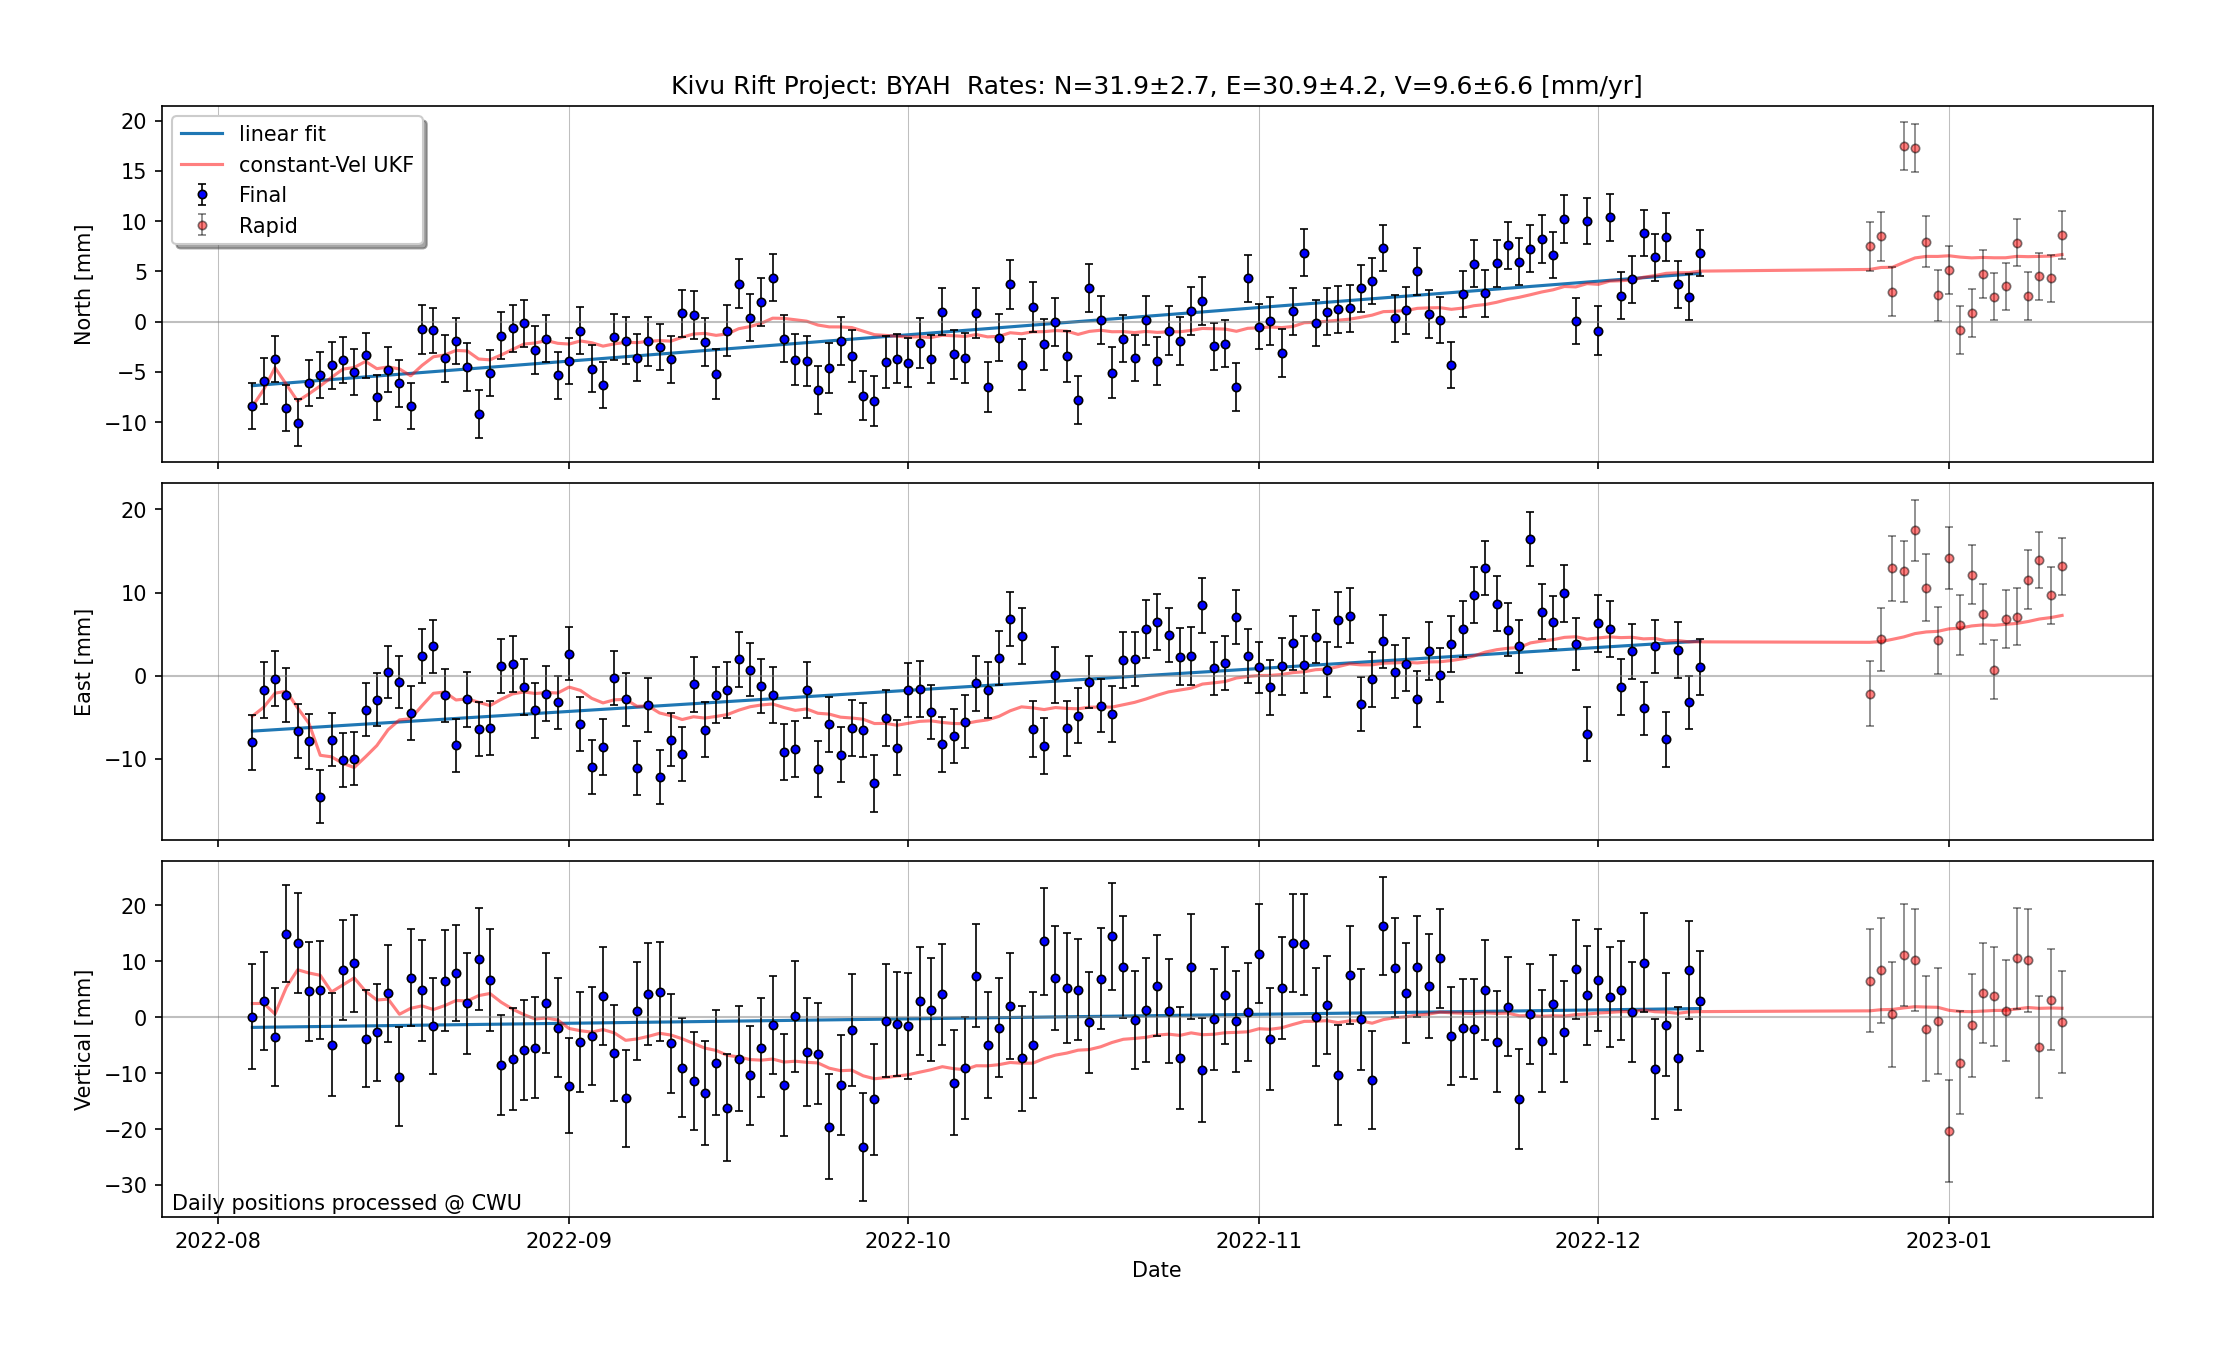 Kivu Rift Project: BYAH  Rates: N=31.9±2.7, E=30.9±4.2, V=9.6±6.6 [mm/yr]
linear fit
constant-Vel UKF
Final
Rapid
North [mm]
20
15
10
5
0
−5
−10
East [mm]
20
10
0
−10
Vertical [mm]
20
10
0
−10
−20
−30
Daily positions processed @ CWU
2022-08
2022-09
2022-10
2022-11
2022-12
2023-01
Date